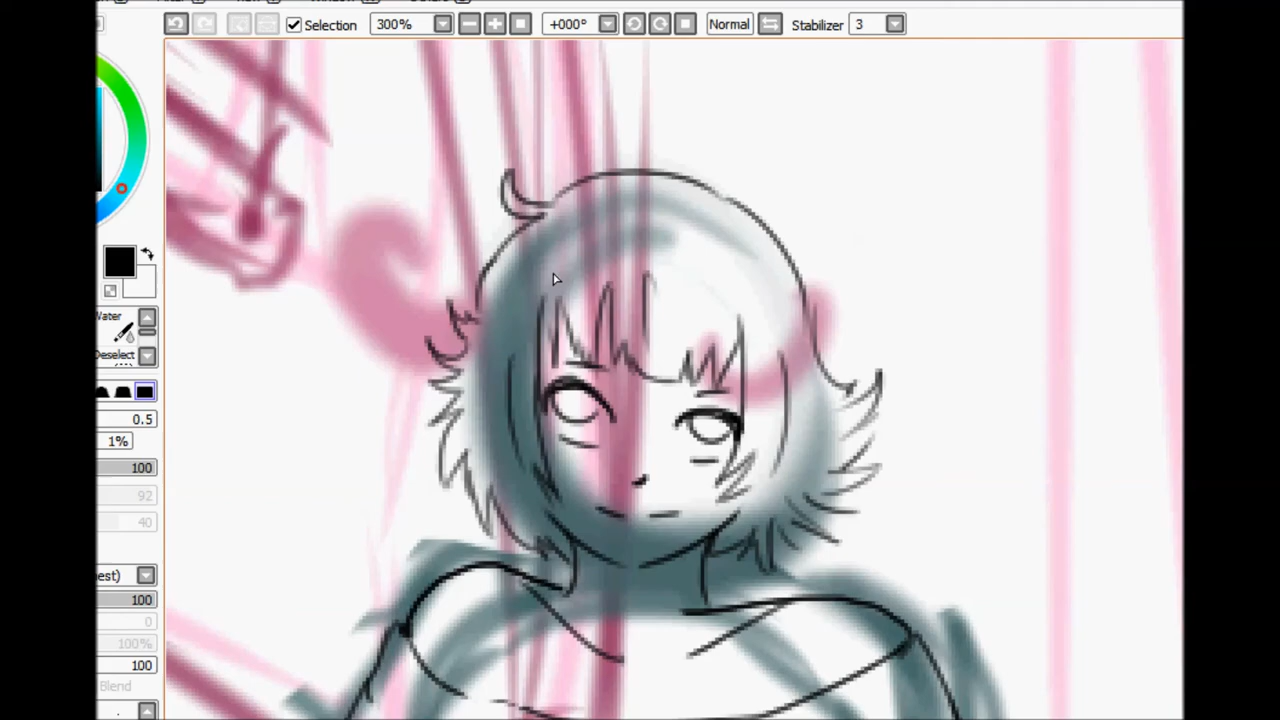 Selection 300% +000° Normal Stabilizer 3
Water
Deselect
0.5
1%
100
92
40
est)
100
0
100%
100
Blend